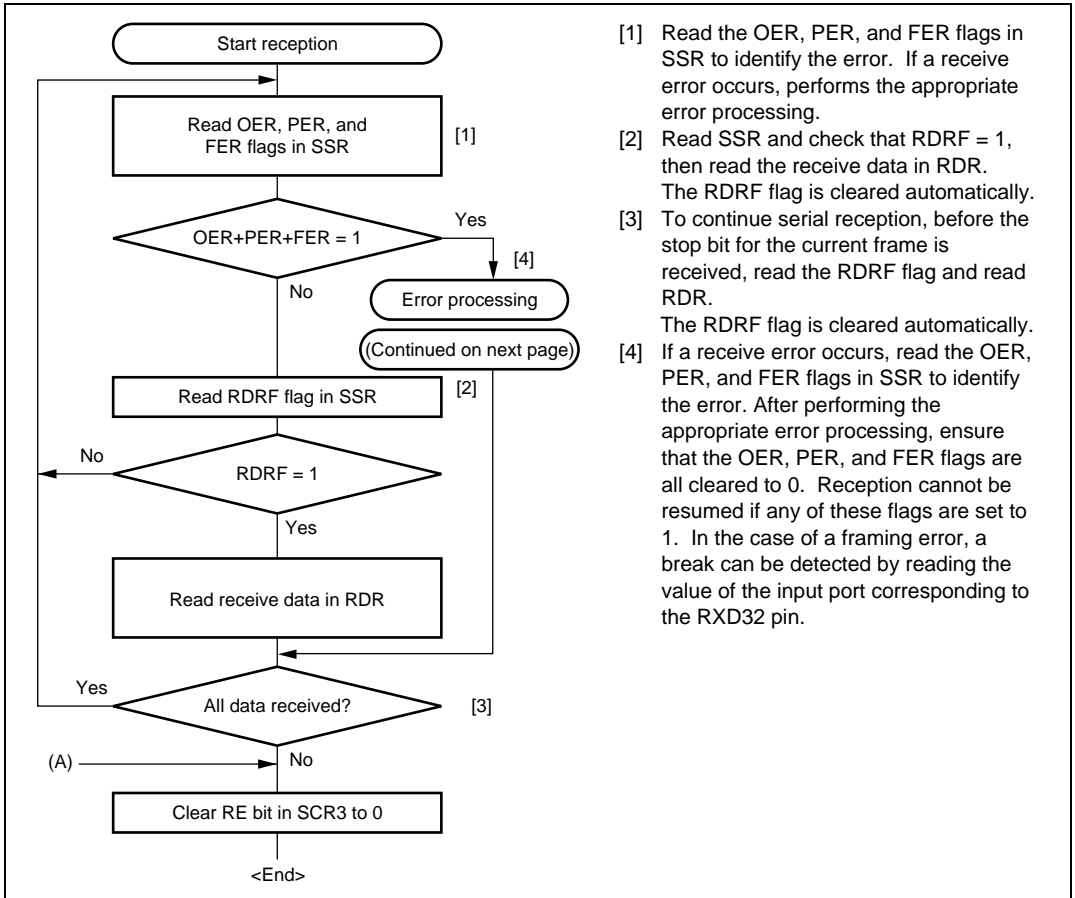 Start reception
Read OER, PER, and
FER flags in SSR
[1]
OER+PER+FER = 1
Yes
No
[4]
Error processing
(Continued on next page)
[2]
Read RDRF flag in SSR
No
RDRF = 1
Yes
Read receive data in RDR
Yes
All data received?
[3]
(A)
No
Clear RE bit in SCR3 to 0
<End>
[1] Read the OER, PER, and FER flags in
SSR to identify the error. If a receive
error occurs, performs the appropriate
error processing.
[2] Read SSR and check that RDRF = 1,
then read the receive data in RDR.
The RDRF flag is cleared automatically.
[3] To continue serial reception, before the
stop bit for the current frame is
received, read the RDRF flag and read
RDR.
The RDRF flag is cleared automatically.
[4] If a receive error occurs, read the OER,
PER, and FER flags in SSR to identify
the error. After performing the
appropriate error processing, ensure
that the OER, PER, and FER flags are
all cleared to 0. Reception cannot be
resumed if any of these flags are set to
1. In the case of a framing error, a
break can be detected by reading the
value of the input port corresponding to
the RXD32 pin.